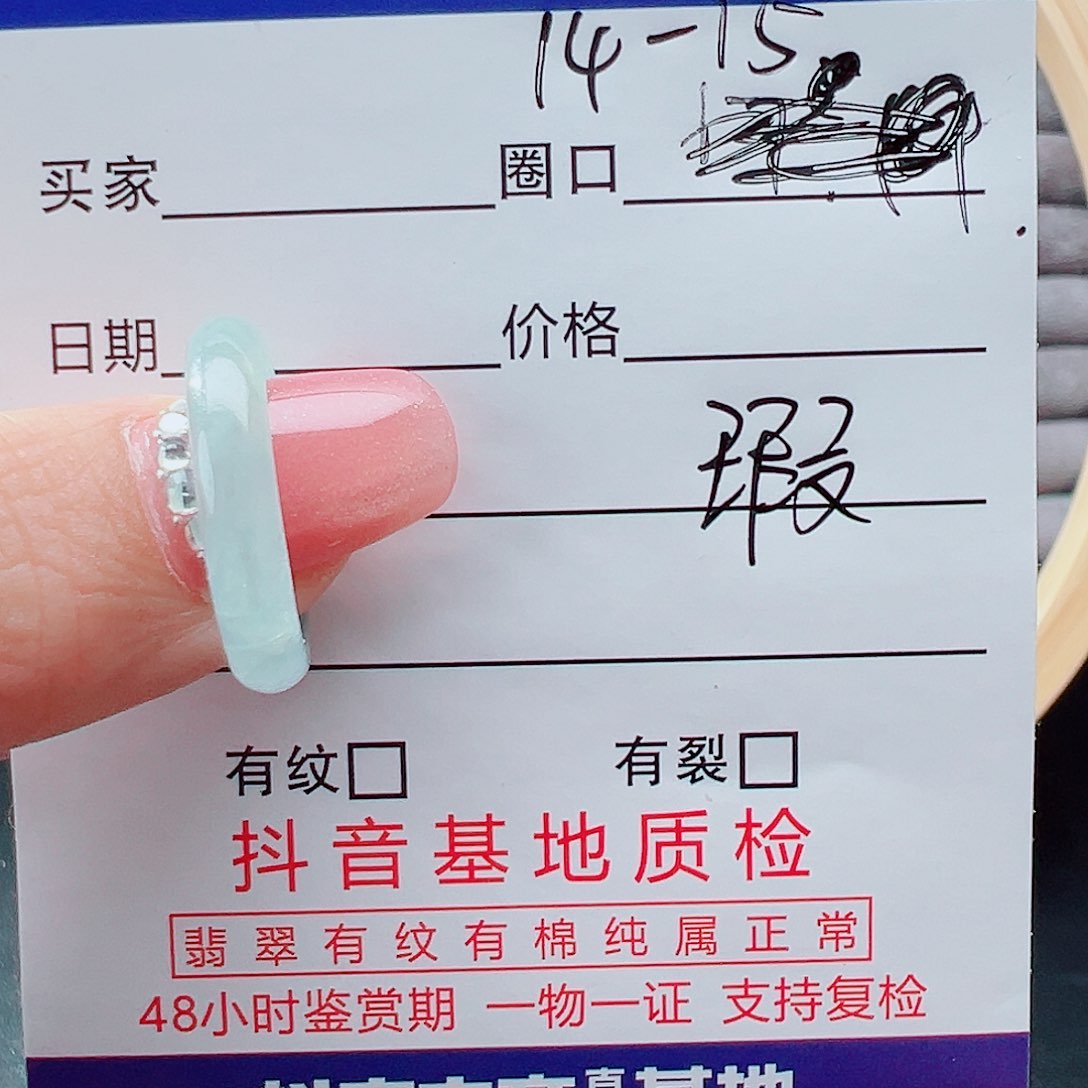 14-15
买家 圈口
日期 价格
瑕
有纹□ 有裂□
抖音基地质检
翡翠有纹有棉纯属正常
48小时鉴赏期 一物一证 支持复检